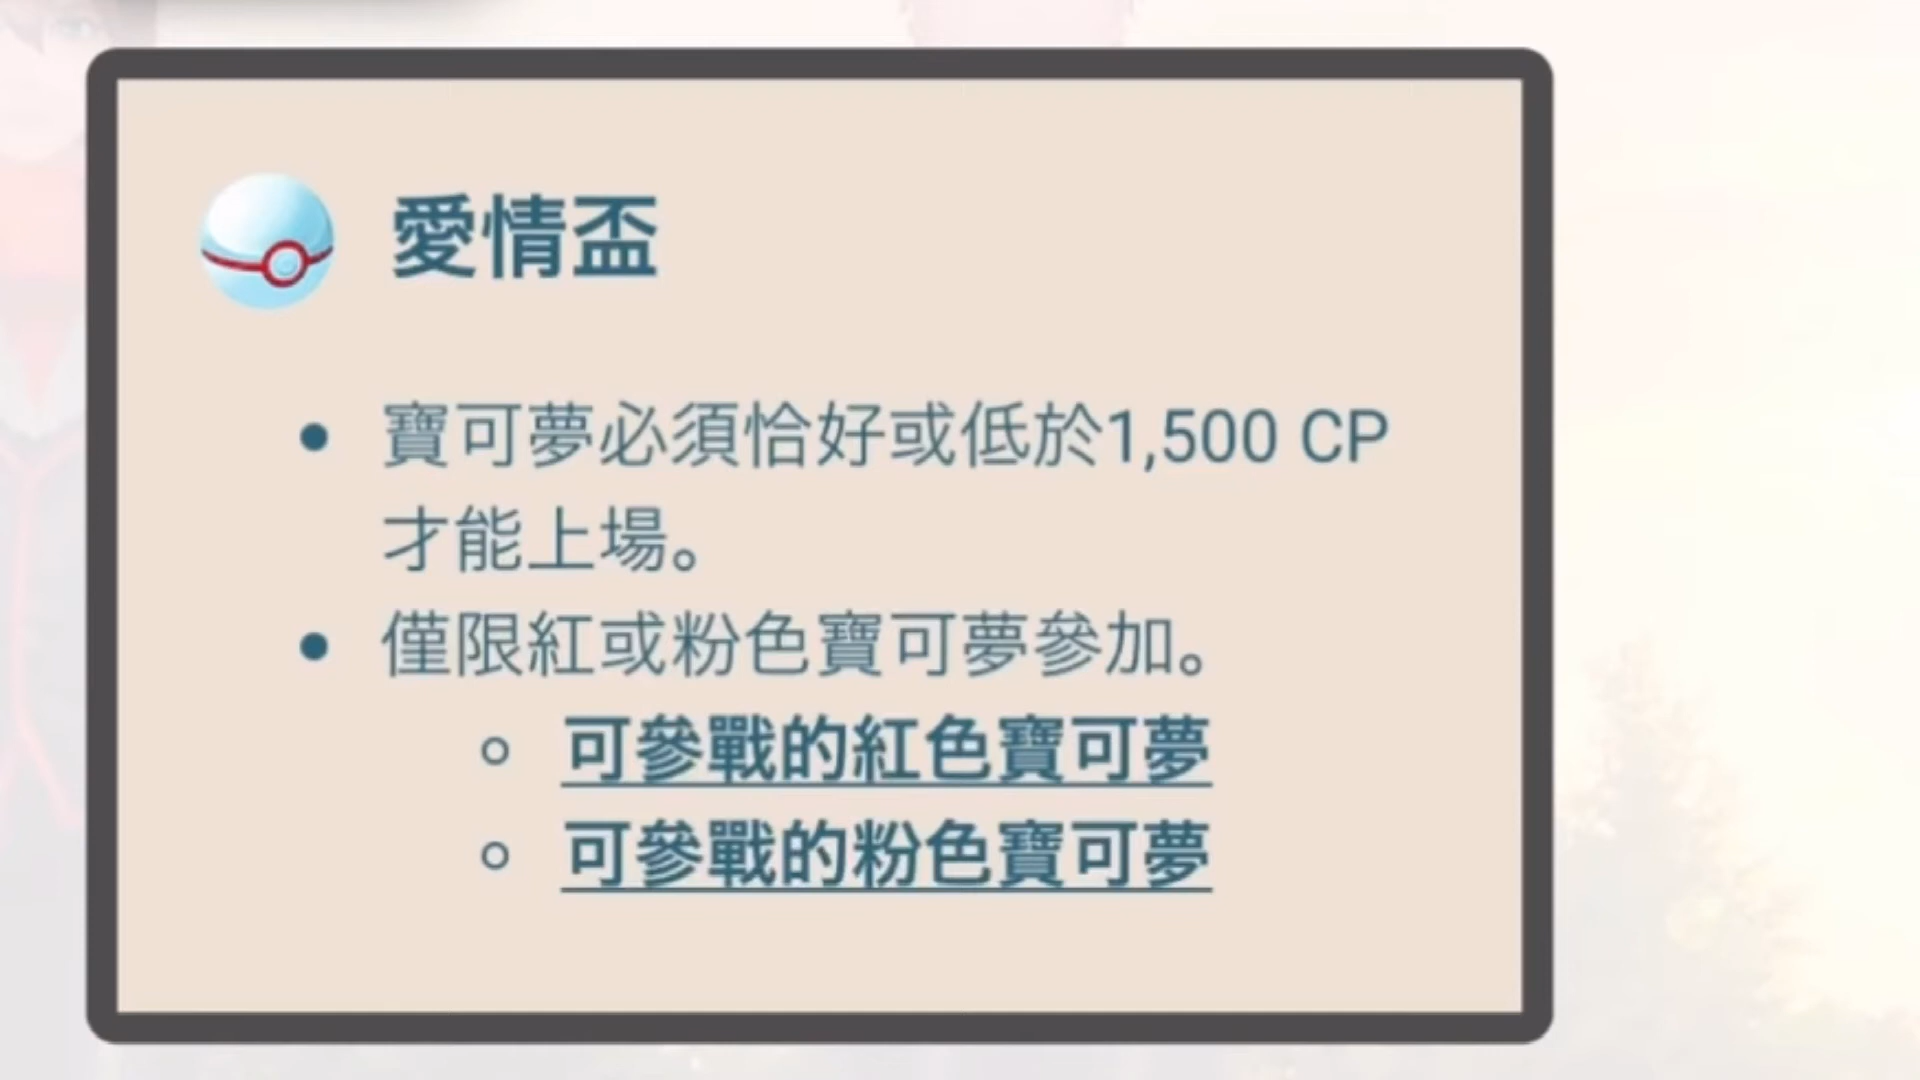 愛情盃
寶可夢必須恰好或低於1,500 CP
才能上場。
僅限紅或粉色寶可夢參加。
可參戰的紅色寶可夢
可參戰的粉色寶可夢